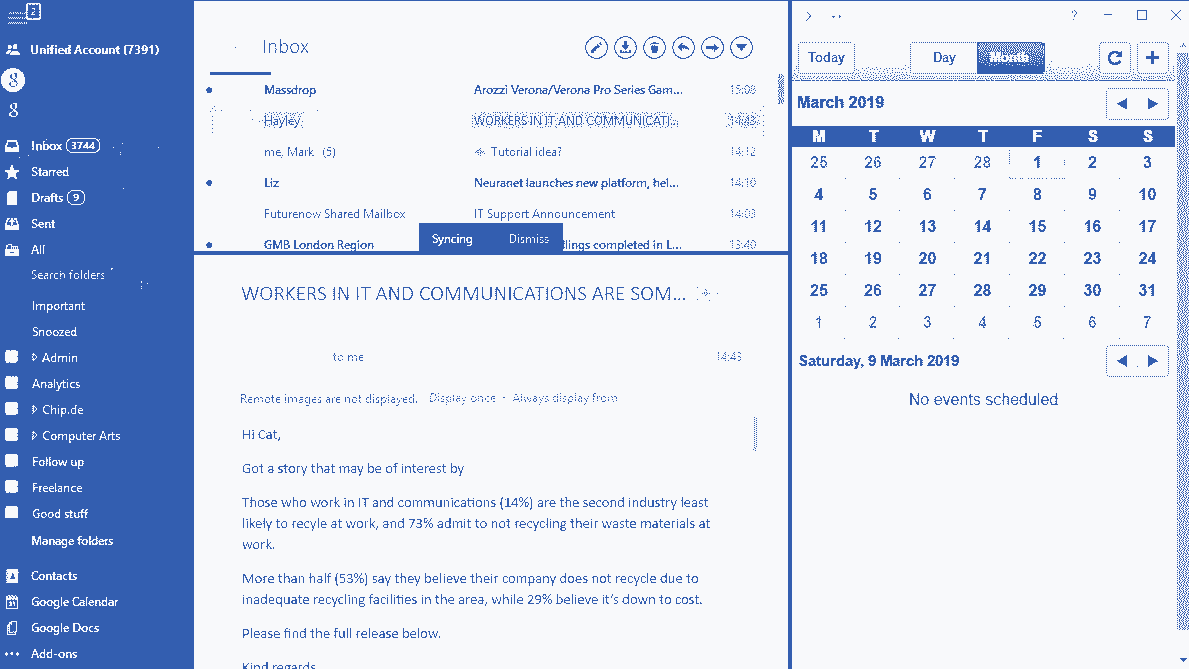 Unified Account (7391)
Inbox 3744
Starred
Drafts 9
Sent
All
Search folders
Important
Snoozed
Admin
Analytics
Chip.de
Computer Arts
Follow up
Freelance
Good stuff
Manage folders
Contacts
Google Calendar
Google Docs
Add-ons
Inbox
Massdrop Arozzi Verona/Verona Pro Series Gam... 15:08
Hayley WORKERS IN IT AND COMMUNICATI... 14:43
me, Mark (5) Tutorial idea? 14:12
Liz Neuranet launches new platform, hel... 14:10
Futurenow Shared Mailbox IT Support Announcement 14:03
GMB London Region llings completed in L... 13:40
Syncing Dismiss
WORKERS IN IT AND COMMUNICATIONS ARE SOM...
to me 14:43
Remote images are not displayed. Display once - Always display from
Hi Cat,
Got a story that may be of interest by
Those who work in IT and communications (14%) are the second industry least
likely to recyle at work, and 73% admit to not recycling their waste materials at
work.
More than half (53%) say they believe their company does not recycle due to
inadequate recycling facilities in the area, while 29% believe it's down to cost.
Please find the full release below.
Kind regards
?
Today Day Month
March 2019
M T W T F S S
25 26 27 28 1 2 3
4 5 6 7 8 9 10
11 12 13 14 15 16 17
18 19 20 21 22 23 24
25 26 27 28 29 30 31
1 2 3 4 5 6 7
Saturday, 9 March 2019
No events scheduled